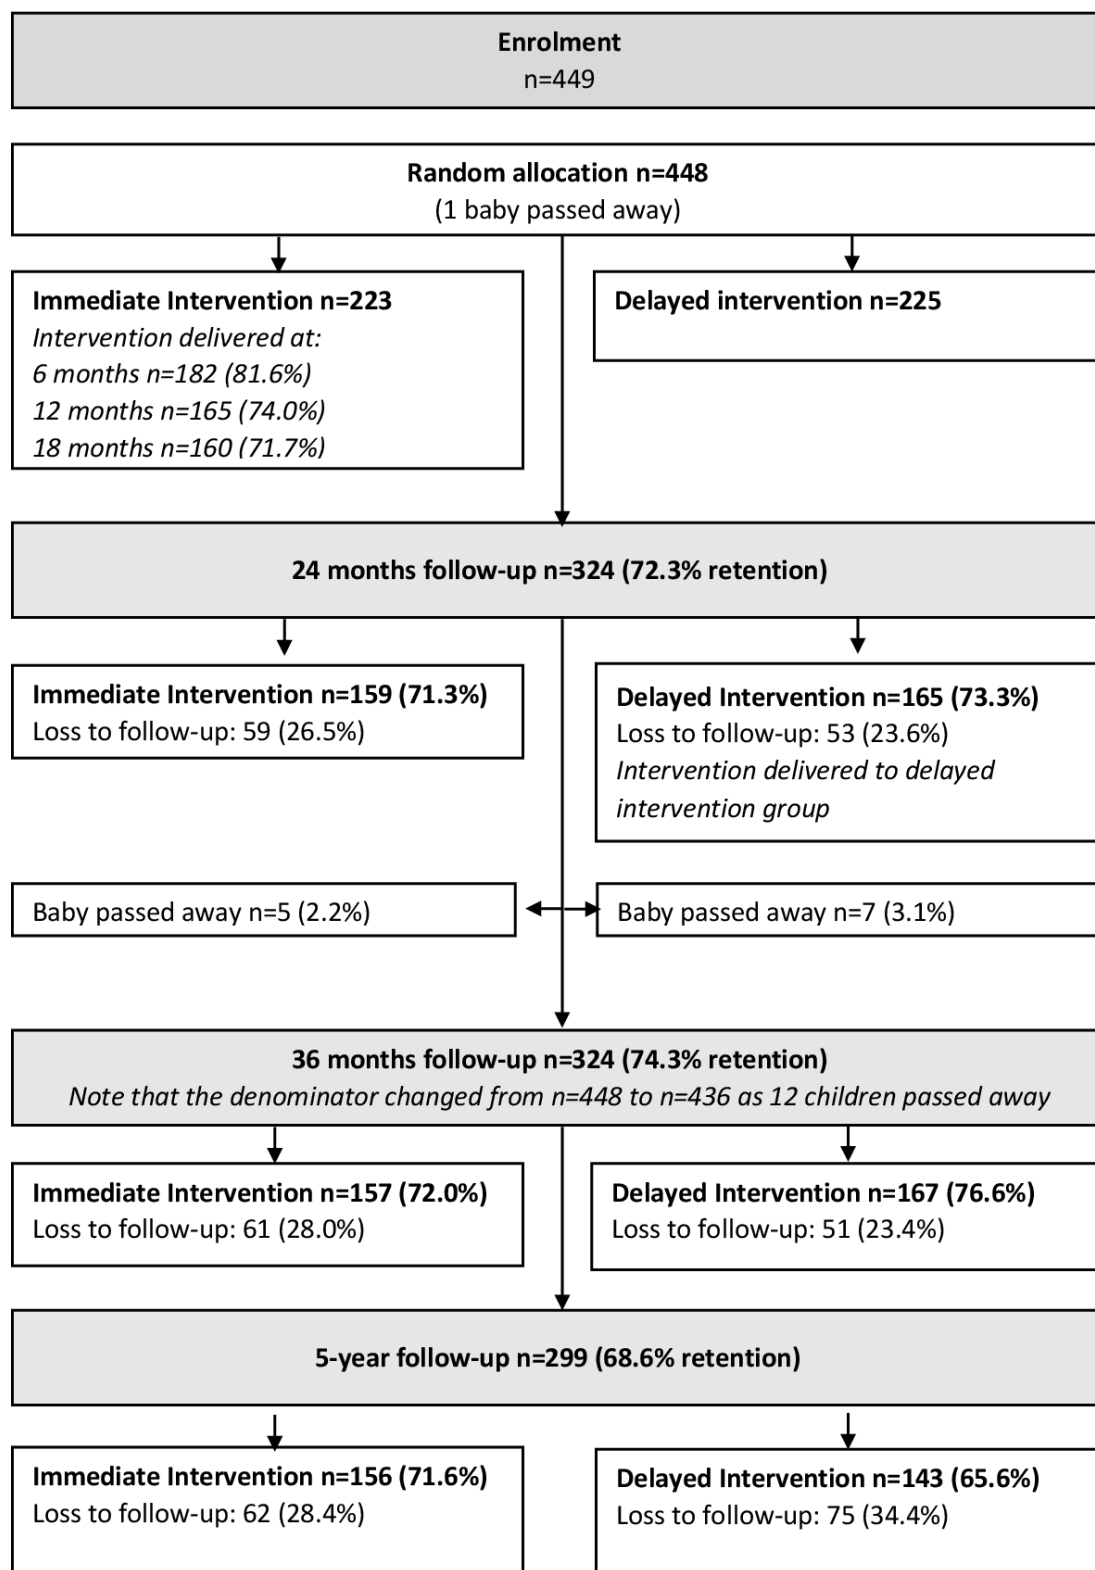 Enrolment
n=449
Random allocation n=448
(1 baby passed away)
Immediate Intervention n=223
Intervention delivered at:
6 months n=182 (81.6%)
12 months n=165 (74.0%)
18 months n=160 (71.7%)
Delayed intervention n=225
24 months follow-up n=324 (72.3% retention)
Immediate Intervention n=159 (71.3%)
Loss to follow-up: 59 (26.5%)
Delayed Intervention n=165 (73.3%)
Loss to follow-up: 53 (23.6%)
Intervention delivered to delayed
intervention group
Baby passed away n=5 (2.2%)
Baby passed away n=7 (3.1%)
36 months follow-up n=324 (74.3% retention)
Note that the denominator changed from n=448 to n=436 as 12 children passed away
Immediate Intervention n=157 (72.0%)
Loss to follow-up: 61 (28.0%)
Delayed Intervention n=167 (76.6%)
Loss to follow-up: 51 (23.4%)
5-year follow-up n=299 (68.6% retention)
Immediate Intervention n=156 (71.6%)
Loss to follow-up: 62 (28.4%)
Delayed Intervention n=143 (65.6%)
Loss to follow-up: 75 (34.4%)